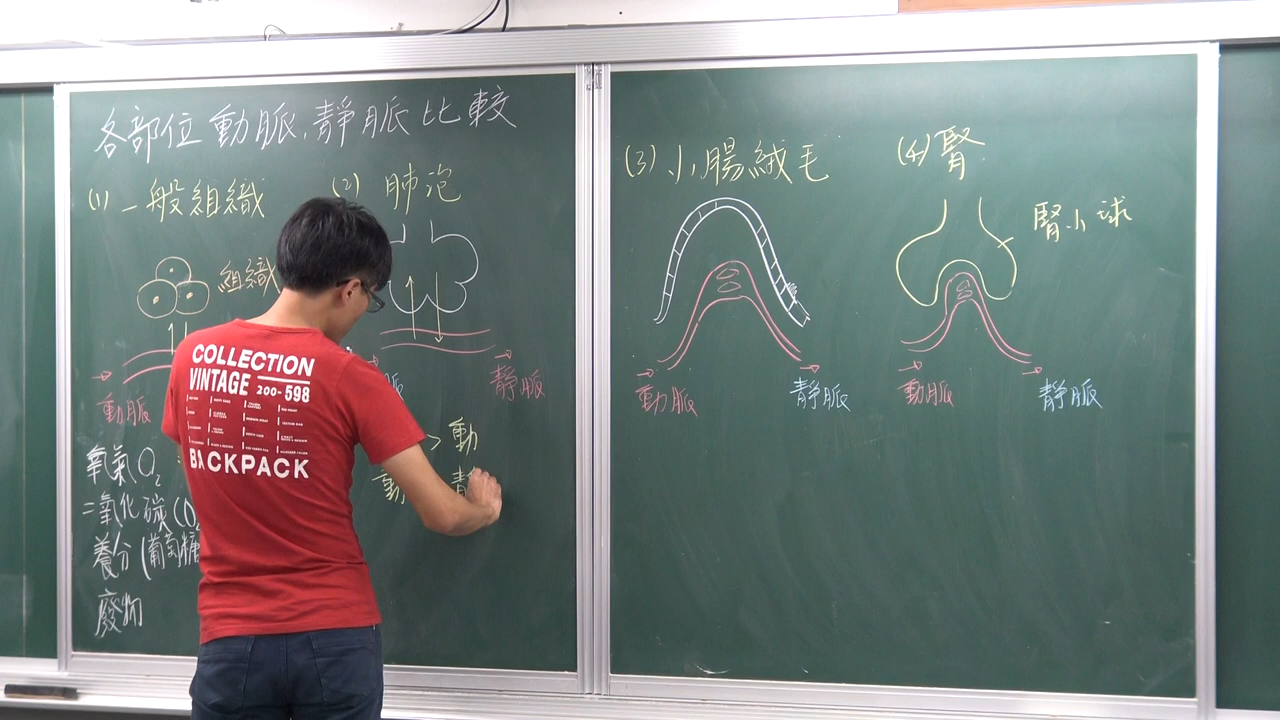 各部位動脈,靜脈比較
(1) 一般組織
組織
動脈
氧氣O2
二氧化碳(CO2
養分(葡萄糖
廢物
(2) 肺泡
脈
靜脈
>動
動
靜
(3) 小腸絨毛
動脈
靜脈
(4) 腎
腎小球
動脈
靜脈
COLLECTION
VINTAGE 200-598
BACKPACK